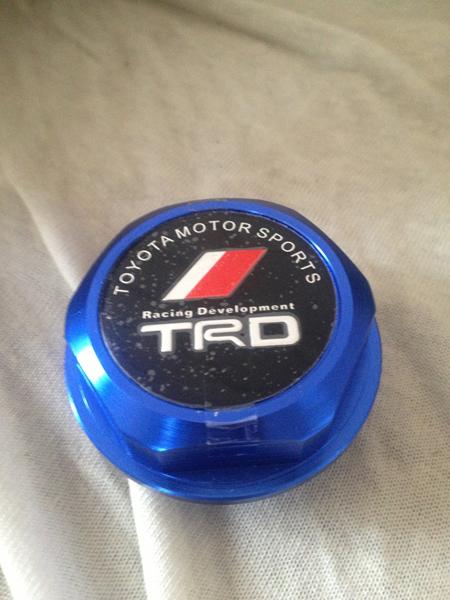 TOYOTA MOTOR SPORTS
Racing Development
TRD